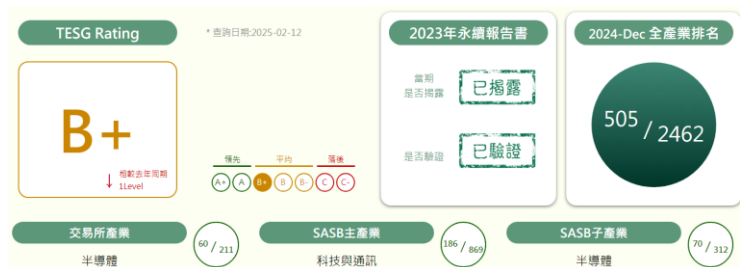 TESG Rating
* 查詢日期:2025-02-12
2023年永續報告書
2024-Dec 全產業排名
B+
↓ 相較去年同期
1Level
領先 平均 落後
A+ A B+ B B- C C-
當期
是否揭露
已揭露
是否驗證
已驗證
505 / 2462
交易所產業
半導體
60 / 211
SASB主產業
科技與通訊
186 / 869
SASB子產業
半導體
70 / 312